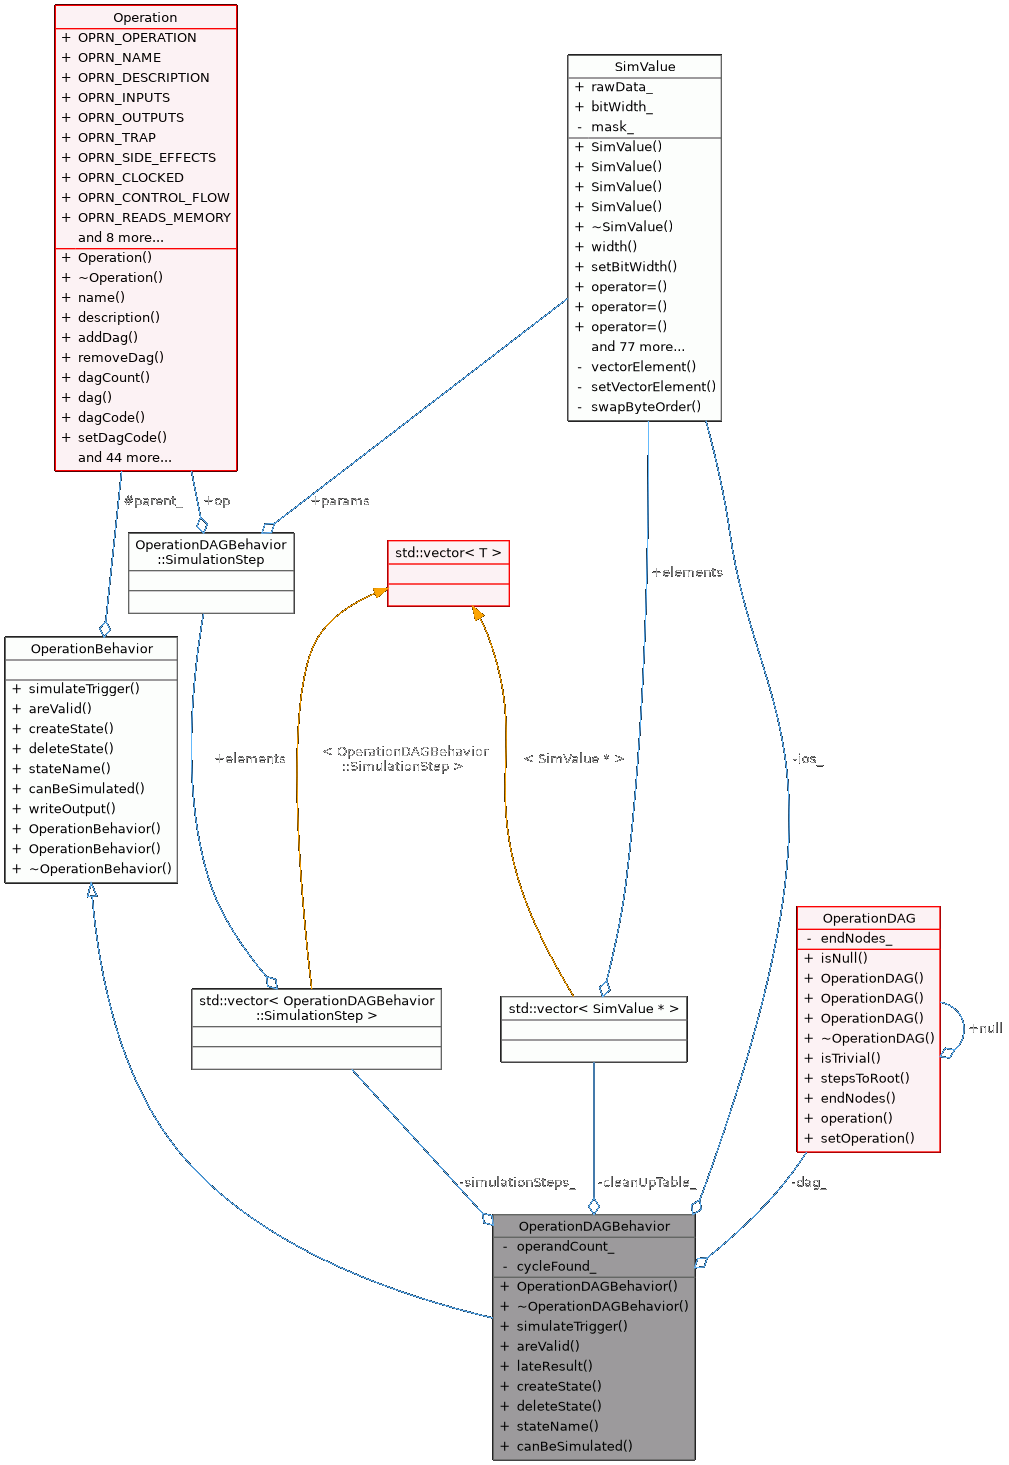 Operation
+ OPRN_OPERATION
+ OPRN_NAME
+ OPRN_DESCRIPTION
+ OPRN_INPUTS
+ OPRN_OUTPUTS
+ OPRN_TRAP
+ OPRN_SIDE_EFFECTS
+ OPRN_CLOCKED
+ OPRN_CONTROL_FLOW
+ OPRN_READS_MEMORY
and 8 more...
+ Operation()
+ ~Operation()
+ name()
+ description()
+ addDag()
+ removeDag()
+ dagCount()
+ dag()
+ dagCode()
+ setDagCode()
and 44 more...
SimValue
+ rawData_
+ bitWidth_
- mask_
+ SimValue()
+ SimValue()
+ SimValue()
+ SimValue()
+ ~SimValue()
+ width()
+ setBitWidth()
+ operator=()
+ operator=()
+ operator=()
and 77 more...
- vectorElement()
- setVectorElement()
- swapByteOrder()
#parent_
+op
+params
OperationDAGBehavior
::SimulationStep
std::vector< T >
+elements
OperationBehavior
+ simulateTrigger()
+ areValid()
+ createState()
+ deleteState()
+ stateName()
+ canBeSimulated()
+ writeOutput()
+ OperationBehavior()
+ OperationBehavior()
+ ~OperationBehavior()
+elements
< OperationDAGBehavior
::SimulationStep >
< SimValue * >
-ios_
OperationDAG
- endNodes_
+ isNull()
+ OperationDAG()
+ OperationDAG()
+ OperationDAG()
+ ~OperationDAG()
+ isTrivial()
+ stepsToRoot()
+ endNodes()
+ operation()
+ setOperation()
+null
std::vector< OperationDAGBehavior
::SimulationStep >
std::vector< SimValue * >
-simulationSteps_
-cleanUpTable_
-dag_
OperationDAGBehavior
- operandCount_
- cycleFound_
+ OperationDAGBehavior()
+ ~OperationDAGBehavior()
+ simulateTrigger()
+ areValid()
+ lateResult()
+ createState()
+ deleteState()
+ stateName()
+ canBeSimulated()